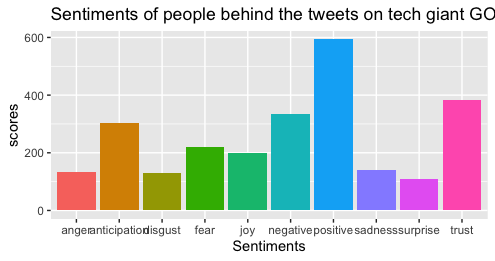 Sentiments of people behind the tweets on tech giant GO
scores
600
400
200
0
anger anticipation disgust fear joy negative positive sadness surprise trust
Sentiments